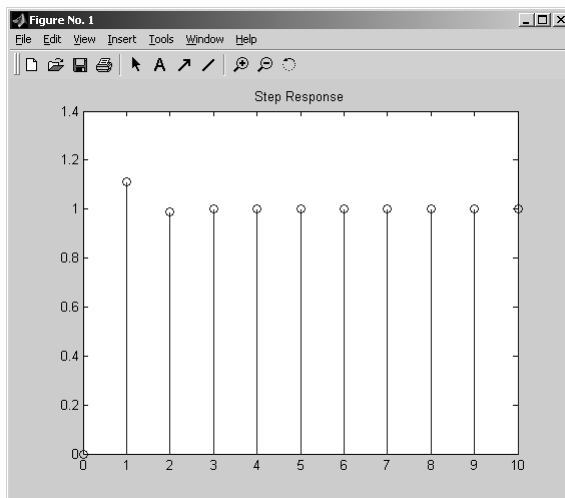 Figure No. 1
File Edit View Insert Tools Window Help
A
Step Response
1.4
1.2
1
0.8
0.6
0.4
0.2
0
0 1 2 3 4 5 6 7 8 9 10